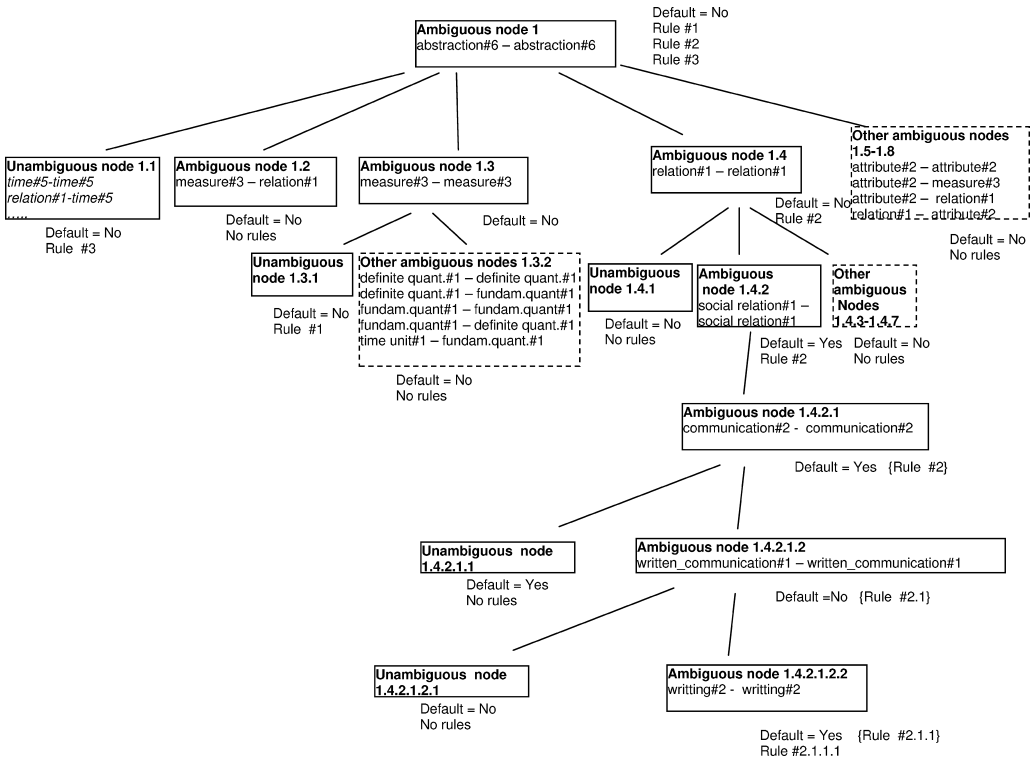 Ambiguous node 1
abstraction#6 – abstraction#6
Default = No
Rule #1
Rule #2
Rule #3
Unambiguous node 1.1
time#5-time#5
relation#1-time#5
.....
Default = No
Rule #3
Ambiguous node 1.2
measure#3 – relation#1
Default = No
No rules
Ambiguous node 1.3
measure#3 – measure#3
Default = No
Ambiguous node 1.4
relation#1 – relation#1
Default = No
Rule #2
Other ambiguous nodes
1.5-1.8
attribute#2 – attribute#2
attribute#2 – measure#3
attribute#2 – relation#1
relation#1 – attribute#2
Default = No
No rules
Unambiguous
node 1.3.1
Default = No
Rule #1
Other ambiguous nodes 1.3.2
definite quant.#1 – definite quant.#1
definite quant.#1 – fundam.quant#1
fundam.quant#1 – fundam.quant#1
fundam.quant#1 – definite quant.#1
time unit#1 – fundam.quant.#1
Default = No
No rules
Unambiguous
node 1.4.1
Default = No
No rules
Ambiguous
node 1.4.2
social relation#1 –
social relation#1
Default = Yes
Rule #2
Other
ambiguous
Nodes
1.4.3-1.4.7
Default = No
No rules
Ambiguous node 1.4.2.1
communication#2 - communication#2
Default = Yes {Rule #2}
Unambiguous node
1.4.2.1.1
Default = Yes
No rules
Ambiguous node 1.4.2.1.2
written_communication#1 – written_communication#1
Default =No {Rule #2.1}
Unambiguous node
1.4.2.1.2.1
Default = No
No rules
Ambiguous node 1.4.2.1.2.2
writting#2 - writting#2
Default = Yes {Rule #2.1.1}
Rule #2.1.1.1